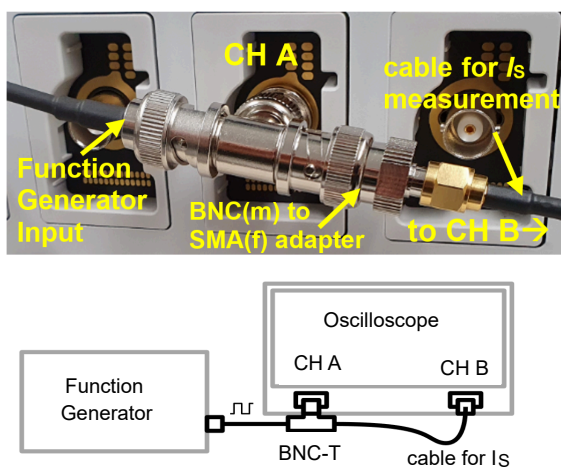 CH A
cable for IS
measurement
Function
Generator
Input
BNC(m) to
SMA(f) adapter
to CH B→
Oscilloscope
CH A
CH B
Function
Generator
BNC-T
cable for IS